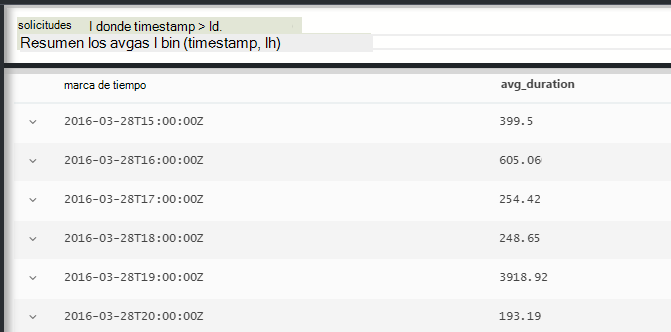 solicitudes | donde timestamp > Id.
Resumen los avgas I bin (timestamp, lh)
marca de tiempo avg_duration
2016-03-28T15:00:00Z 399.5
2016-03-28T16:00:00Z 605.06
2016-03-28T17:00:00Z 254.42
2016-03-28T18:00:00Z 248.65
2016-03-28T19:00:00Z 3918.92
2016-03-28T20:00:00Z 193.19